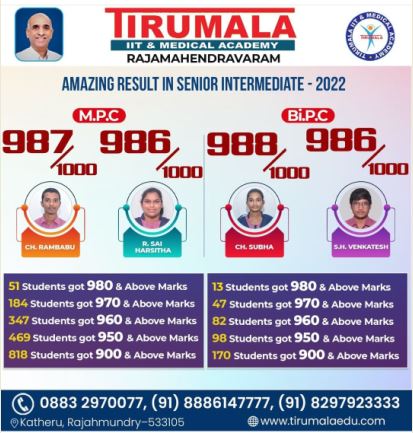 TIRUMALA
IIT & MEDICAL ACADEMY
RAJAMAHENDRAVARAM
TIRUMALA IIT & MEDICAL ACADEMY
TIRUMALA
AMAZING RESULT IN SENIOR INTERMEDIATE - 2022
M.P.C
987/1000
986/1000
CH. RAMBABU
R. SAI HARSITHA
Bi.P.C
988/1000
986/1000
CH. SUBHA
S.H. VENKATESH
51 Students got 980 & Above Marks
184 Students got 970 & Above Marks
347 Students got 960 & Above Marks
469 Students got 950 & Above Marks
818 Students got 900 & Above Marks
13 Students got 980 & Above Marks
47 Students got 970 & Above Marks
82 Students got 960 & Above Marks
98 Students got 950 & Above Marks
170 Students got 900 & Above Marks
0883 2970077, (91) 8886147777, (91) 8297923333
Katheru, Rajahmundry-533105
www.tirumalaedu.com